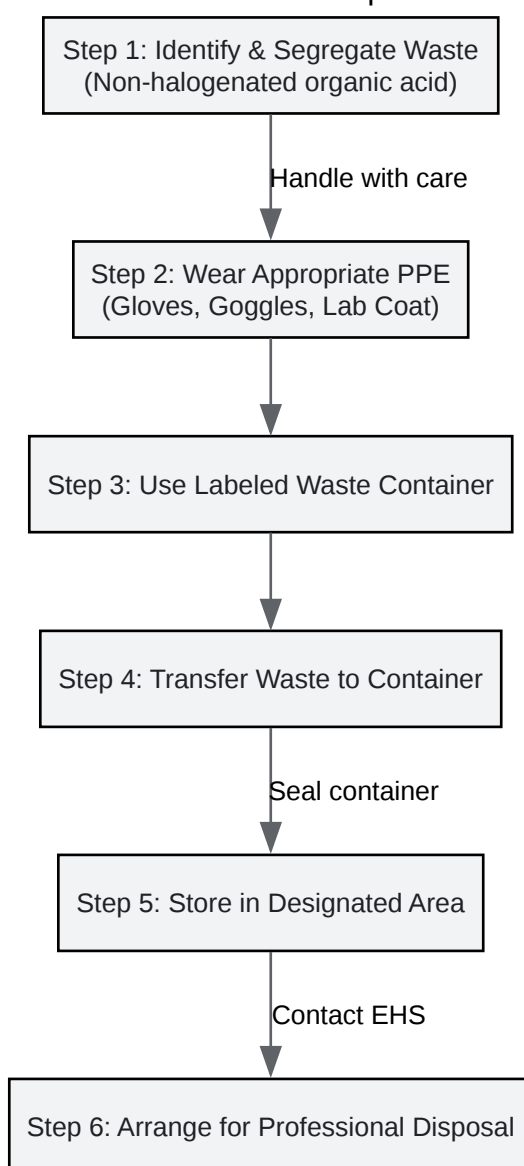 Step 1: Identify & Segregate Waste
(Non-halogenated organic acid)
Handle with care
Step 2: Wear Appropriate PPE
(Gloves, Goggles, Lab Coat)
Step 3: Use Labeled Waste Container
Step 4: Transfer Waste to Container
Seal container
Step 5: Store in Designated Area
Contact EHS
Step 6: Arrange for Professional Disposal